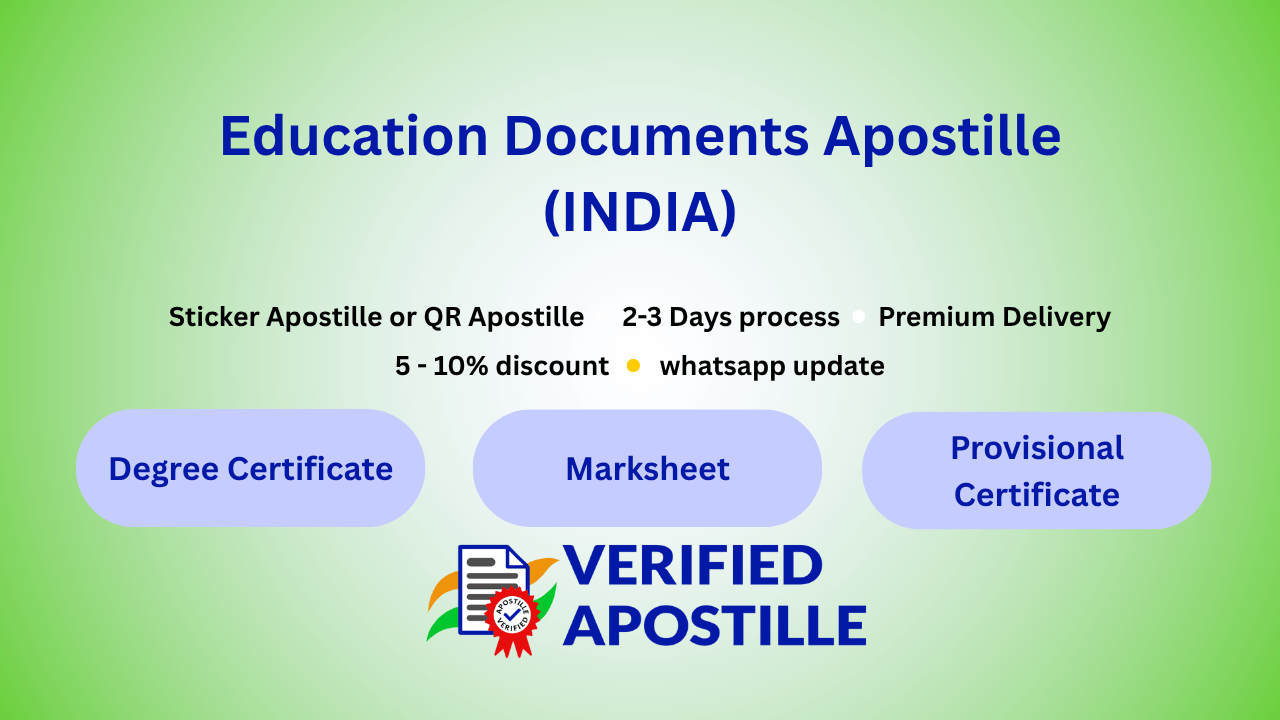 Education Documents Apostille
(INDIA)
Sticker Apostille or QR Apostille 2-3 Days process Premium Delivery
5 - 10% discount whatsapp update
Degree Certificate
Marksheet
Provisional
Certificate
VERIFIED
APOSTILLE
APOSTILLE
VERIFIED